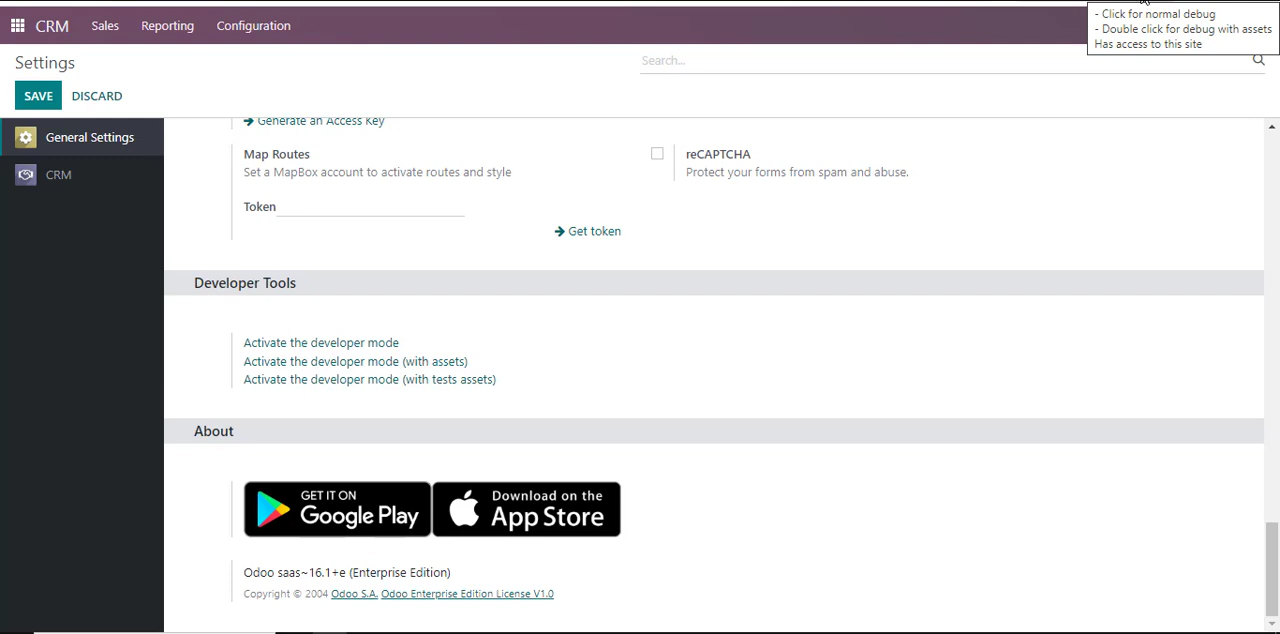 CRM Sales Reporting Configuration
- Click for normal debug
- Double click for debug with assets
Has access to this site
Settings
Search...
SAVE DISCARD
General Settings
CRM
Generate an Access Key
Map Routes
Set a MapBox account to activate routes and style
Token
Get token
reCAPTCHA
Protect your forms from spam and abuse.
Developer Tools
Activate the developer mode
Activate the developer mode (with assets)
Activate the developer mode (with tests assets)
About
GET IT ON
Google Play
Download on the
App Store
Odoo saas~16.1+e (Enterprise Edition)
Copyright © 2004 Odoo S.A. Odoo Enterprise Edition License V1.0